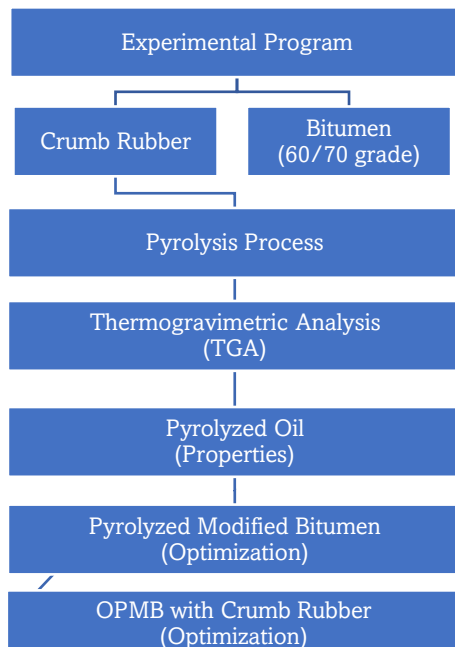 Experimental Program
Crumb Rubber
Bitumen
(60/70 grade)
Pyrolysis Process
Thermogravimetric Analysis
(TGA)
Pyrolyzed Oil
(Properties)
Pyrolyzed Modified Bitumen
(Optimization)
OPMB with Crumb Rubber
(Optimization)